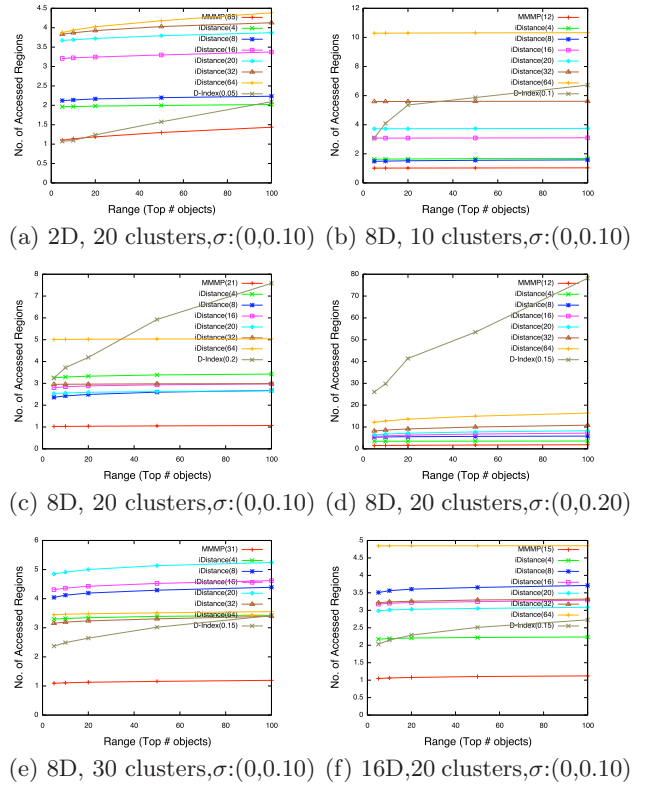 4.5
4
3.5
3
2.5
2
1.5
1
0.5
0
No. of Accessed Regions
MMMP(85)
iDistance(4)
iDistance(8)
iDistance(16)
iDistance(20)
iDistance(32)
iDistance(64)
D-Index(0.05)
0 20 40 60 80 100
Range (Top # objects)
(a) 2D, 20 clusters,σ:(0,0.10)
12
10
8
6
4
2
0
No. of Accessed Regions
MMMP(12)
iDistance(4)
iDistance(8)
iDistance(16)
iDistance(20)
iDistance(32)
iDistance(64)
D-Index(0.1)
0 20 40 60 80 100
Range (Top # objects)
(b) 8D, 10 clusters,σ:(0,0.10)
8
7
6
5
4
3
2
1
0
No. of Accessed Regions
MMMP(21)
iDistance(4)
iDistance(8)
iDistance(16)
iDistance(20)
iDistance(32)
iDistance(64)
D-Index(0.2)
0 20 40 60 80 100
Range (Top # objects)
(c) 8D, 20 clusters,σ:(0,0.10)
80
70
60
50
40
30
20
10
0
No. of Accessed Regions
MMMP(12)
iDistance(4)
iDistance(8)
iDistance(16)
iDistance(20)
iDistance(32)
iDistance(64)
D-Index(0.15)
0 20 40 60 80 100
Range (Top # objects)
(d) 8D, 20 clusters,σ:(0,0.20)
6
5
4
3
2
1
0
No. of Accessed Regions
MMMP(31)
iDistance(4)
iDistance(8)
iDistance(16)
iDistance(20)
iDistance(32)
iDistance(64)
D-Index(0.15)
0 20 40 60 80 100
Range (Top # objects)
(e) 8D, 30 clusters,σ:(0,0.10)
5
4.5
4
3.5
3
2.5
2
1.5
1
0.5
0
No. of Accessed Regions
MMMP(15)
iDistance(4)
iDistance(8)
iDistance(16)
iDistance(20)
iDistance(32)
iDistance(64)
D-Index(0.15)
0 20 40 60 80 100
Range (Top # objects)
(f) 16D,20 clusters,σ:(0,0.10)